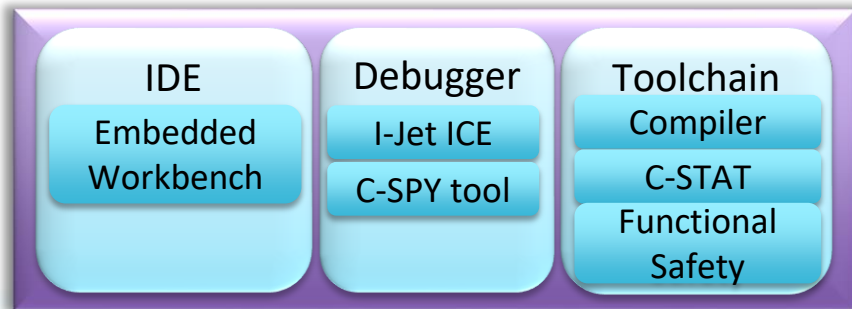 IDE
Embedded
Workbench
Debugger
I-Jet ICE
C-SPY tool
Toolchain
Compiler
C-STAT
Functional
Safety